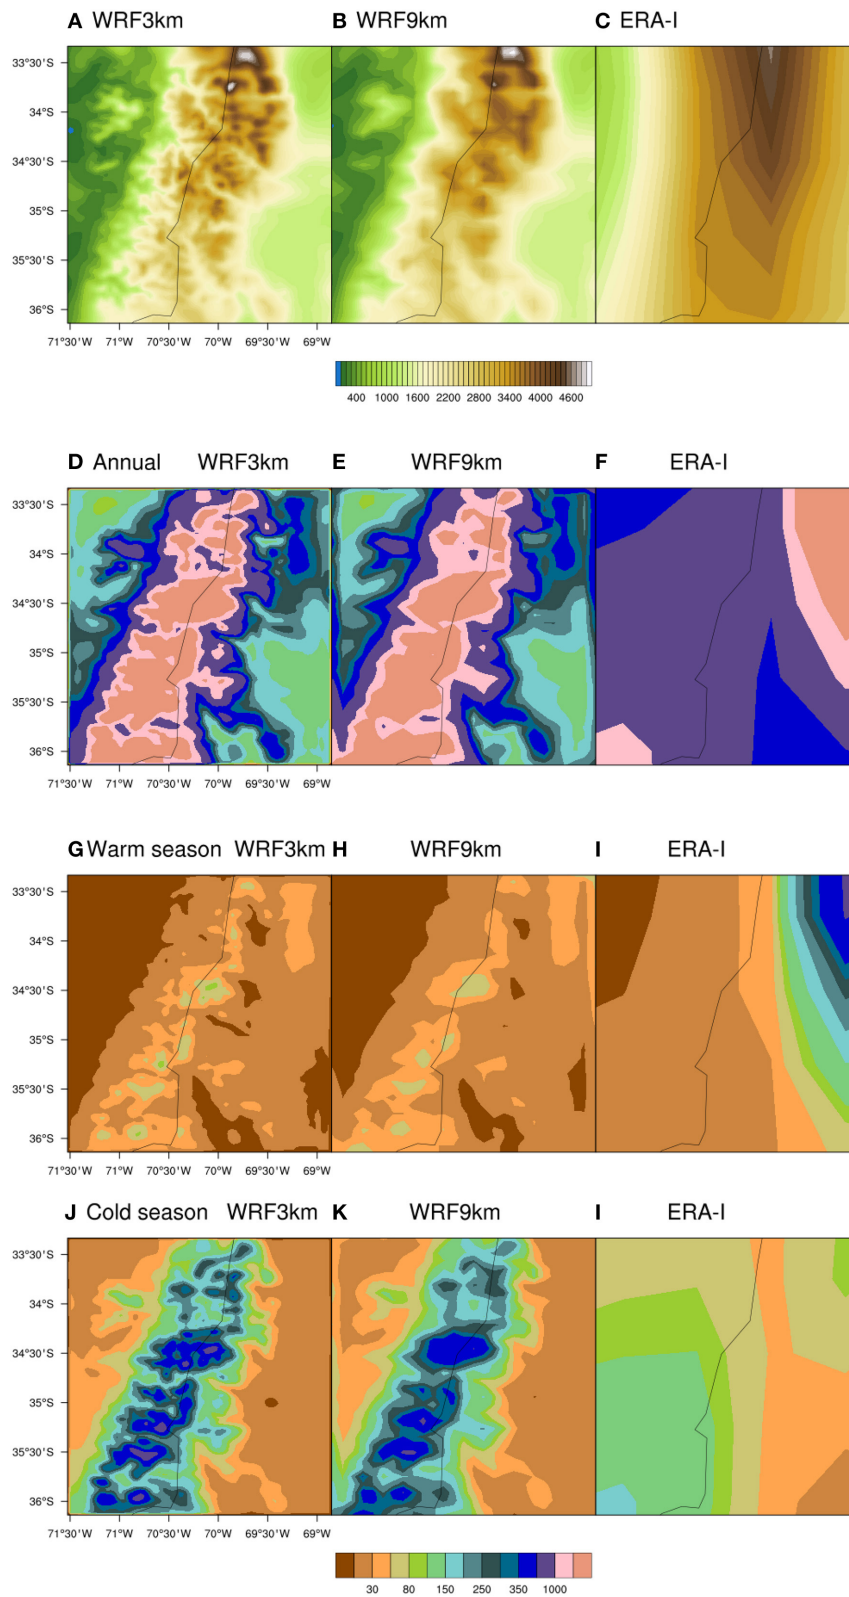 A WRF3km B WRF9km C ERA-I
33°30'S
34°S
34°30'S
35°S
35°30'S
36°S
71°30'W 71°W 70°30'W 70°W 69°30'W 69°W
400 1000 1600 2200 2800 3400 4000 4600
D Annual WRF3km E WRF9km F ERA-I
33°30'S
34°S
34°30'S
35°S
35°30'S
36°S
71°30'W 71°W 70°30'W 70°W 69°30'W 69°W
G Warm season WRF3km H WRF9km I ERA-I
33°30'S
34°S
34°30'S
35°S
35°30'S
36°S
71°30'W 71°W 70°30'W 70°W 69°30'W 69°W
J Cold season WRF3km K WRF9km I ERA-I
33°30'S
34°S
34°30'S
35°S
35°30'S
36°S
71°30'W 71°W 70°30'W 70°W 69°30'W 69°W
30 80 150 250 350 1000